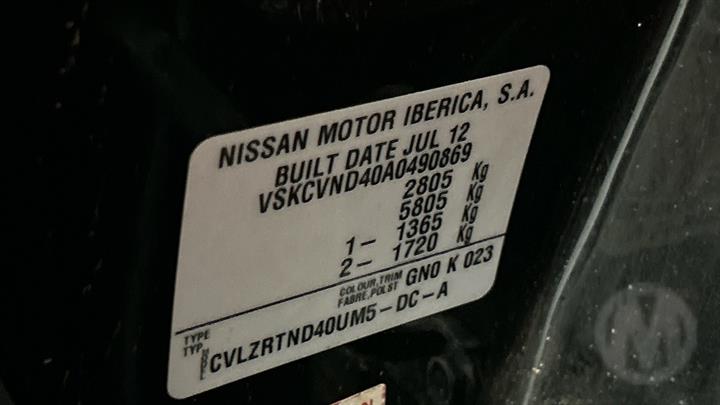 NISSAN MOTOR IBERICA, S.A.
BUILT DATE JUL 12
VSKCVND40A0490869
2805 Kg
5805 Kg
1- 1365 Kg
2- 1720 Kg
COLOUR,TRIM
FABRE,POLST GN0 K 023
TYPE
TYP
CVLZRTND40UM5-DC-A
M